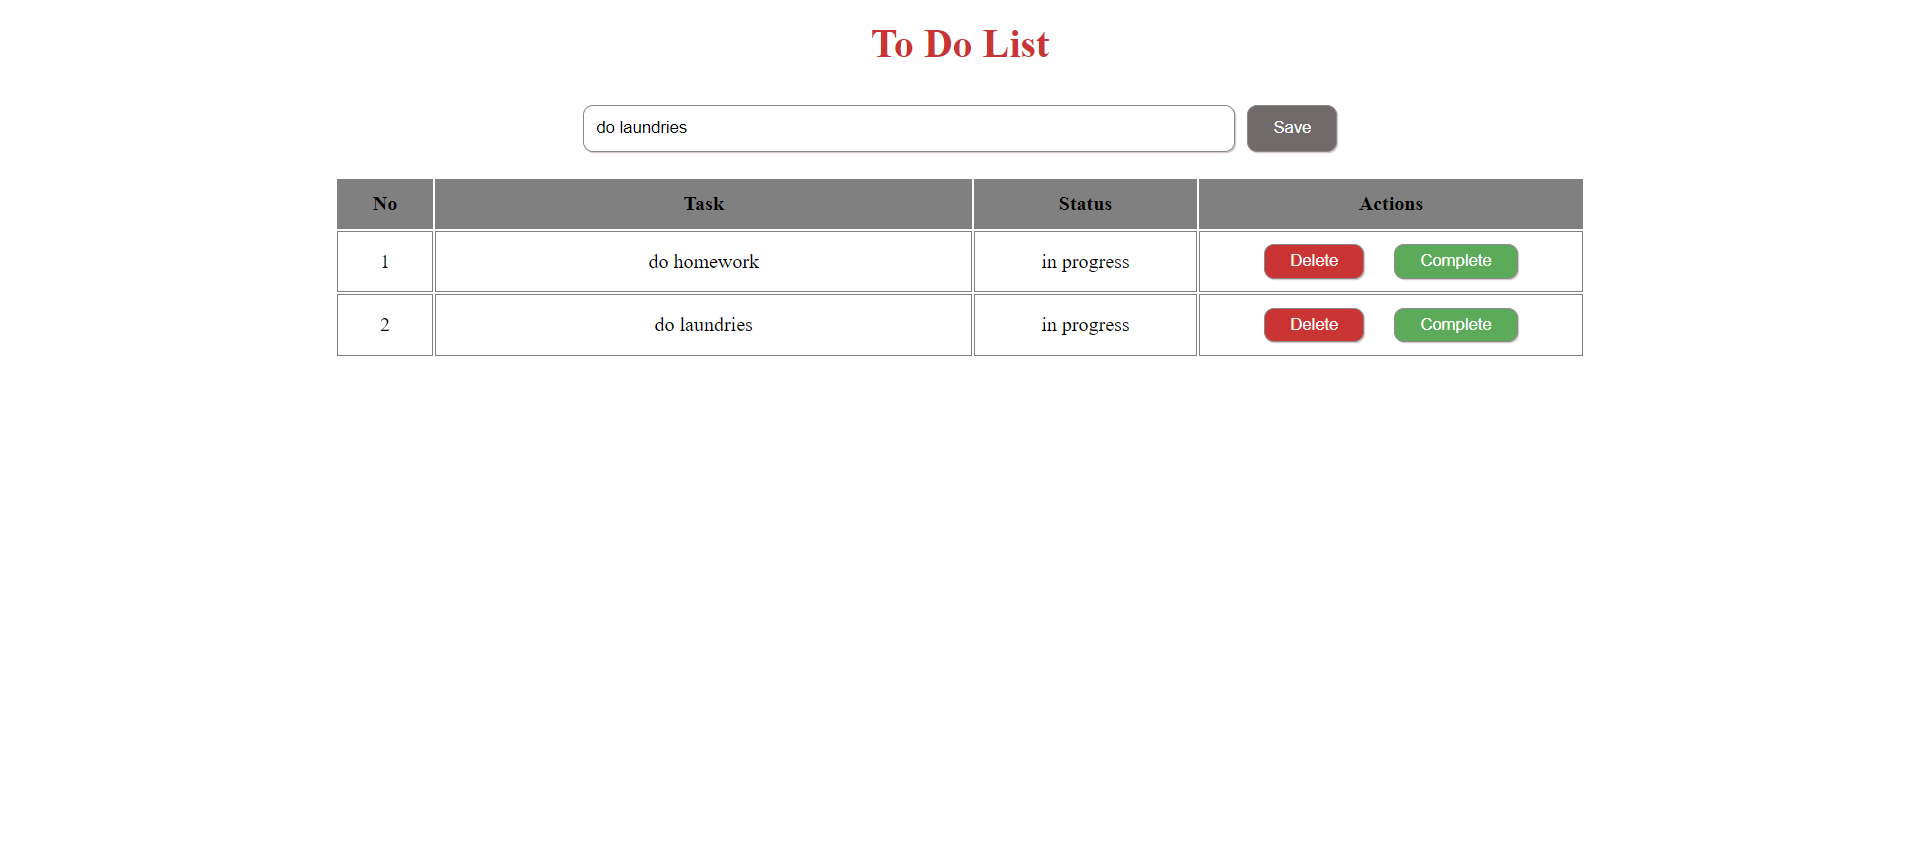 To Do List
do laundries Save
No Task Status Actions
1 do homework in progress Delete Complete
2 do laundries in progress Delete Complete